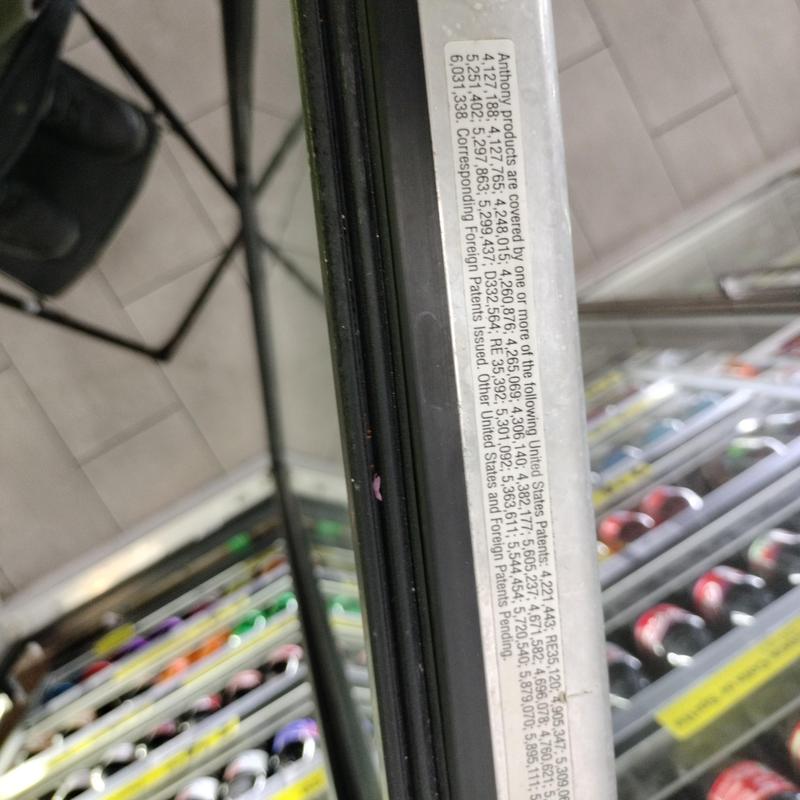 Anthony products are covered by one or more of the following United States Patents: 4,221,443; RE35,120; 4,905,347; 5,309,06
4,127,188; 4,127,765; 4,248,015; 4,260,876; 4,265,069; 4,306,140; 4,382,177; 5,605,237; 4,671,582; 4,696,078; 4,760,621; 5,
5,251,402; 5,297,863; 5,299,437; D332,564; RE 35,392; 5,301,092; 5,363,611; 5,544,454; 5,720,540; 5,879,070; 5,895,111; 5
6,031,338. Corresponding Foreign Patents Issued. Other United States and Foreign Patents Pending.